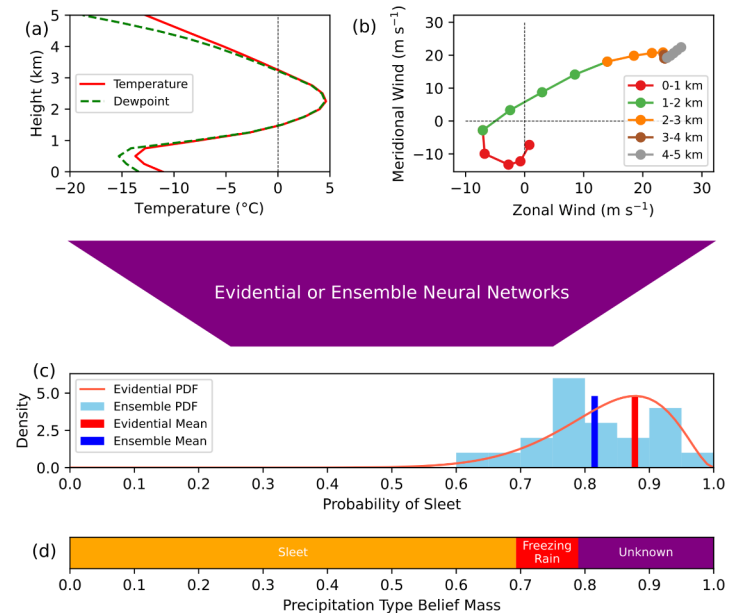 (a)
5
4
3
2
1
0
Height (km)
Temperature
Dewpoint
−20
−15
−10
−5
0
5
Temperature (°C)
(b)
30
20
10
0
−10
Meridional Wind (m s⁻¹)
0-1 km
1-2 km
2-3 km
3-4 km
4-5 km
−10
0
10
20
30
Zonal Wind (m s⁻¹)
Evidential or Ensemble Neural Networks
(c)
5.0
2.5
0.0
Density
Evidential PDF
Ensemble PDF
Evidential Mean
Ensemble Mean
0.0 0.1 0.2 0.3 0.4 0.5 0.6 0.7 0.8 0.9 1.0
Probability of Sleet
(d)
Sleet
Freezing
Rain
Unknown
0.0 0.1 0.2 0.3 0.4 0.5 0.6 0.7 0.8 0.9 1.0
Precipitation Type Belief Mass